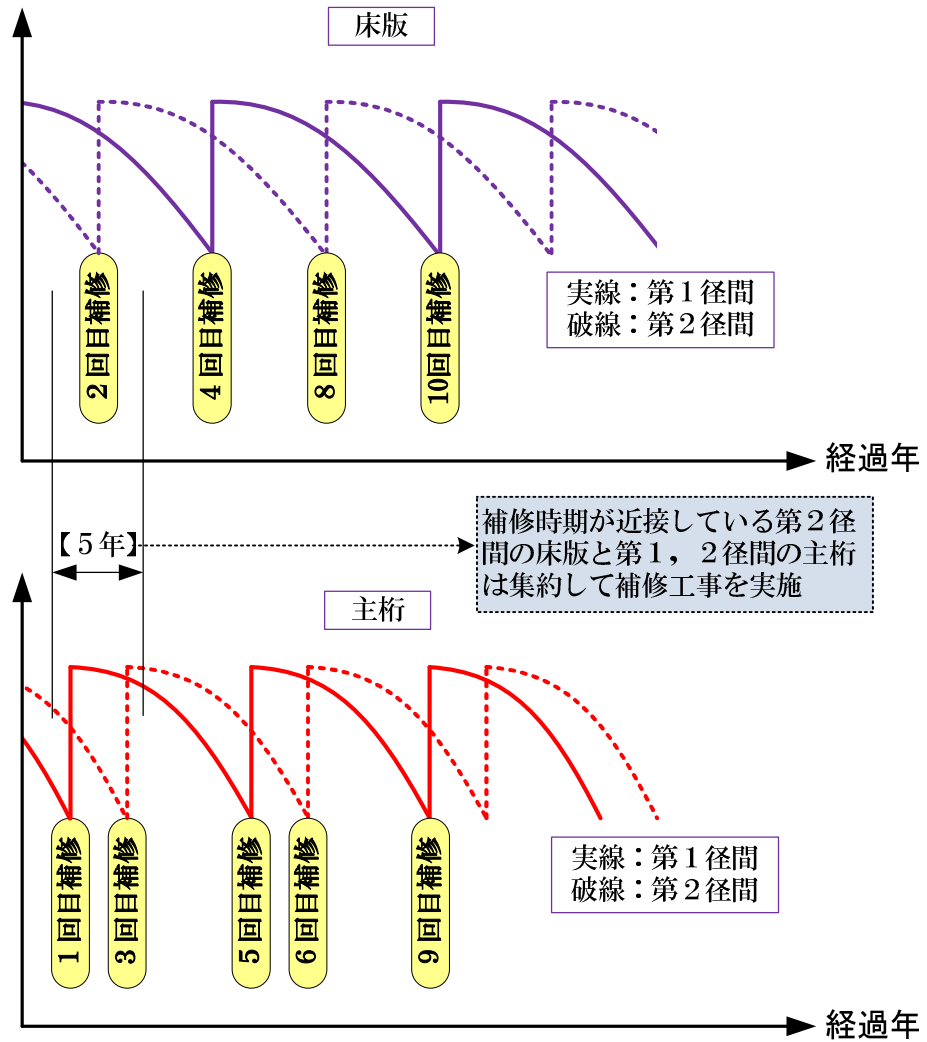 床版
2回目補修
4回目補修
8回目補修
10回目補修
実線：第１径間
破線：第２径間
経過年
【５年】
補修時期が近接している第２径
間の床版と第１，２径間の主桁
は集約して補修工事を実施
主桁
1回目補修
3回目補修
5回目補修
6回目補修
9回目補修
実線：第１径間
破線：第２径間
経過年